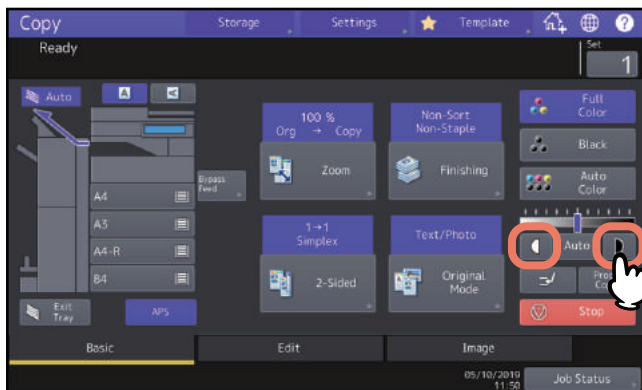 Copy
Storage
Settings
Template
?
Ready
Set
1
Auto
A
A
100 %
Org → Copy
Non-Sort
Non-Staple
Full
Color
Zoom
Finishing
Black
Bypass
Feed
Auto
Color
A4
A3
A4-R
B4
1→1
Simplex
Text/Photo
Auto
2-Sided
Original
Mode
Exit
Tray
APS
Stop
Basic
Edit
Image
05/10/2019
11:50
Job Status